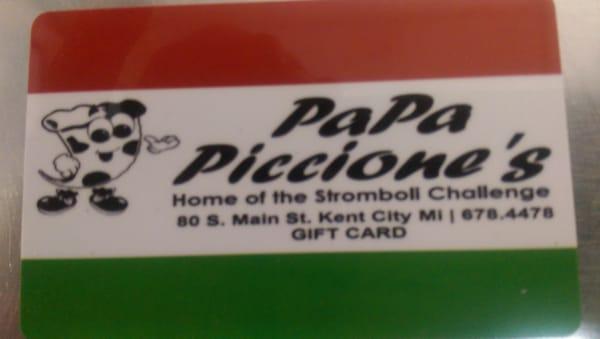 PaPa
Piccione's
Home of the Stromboli Challenge
80 S. Main St. Kent City Mi | 678.4478
GIFT CARD